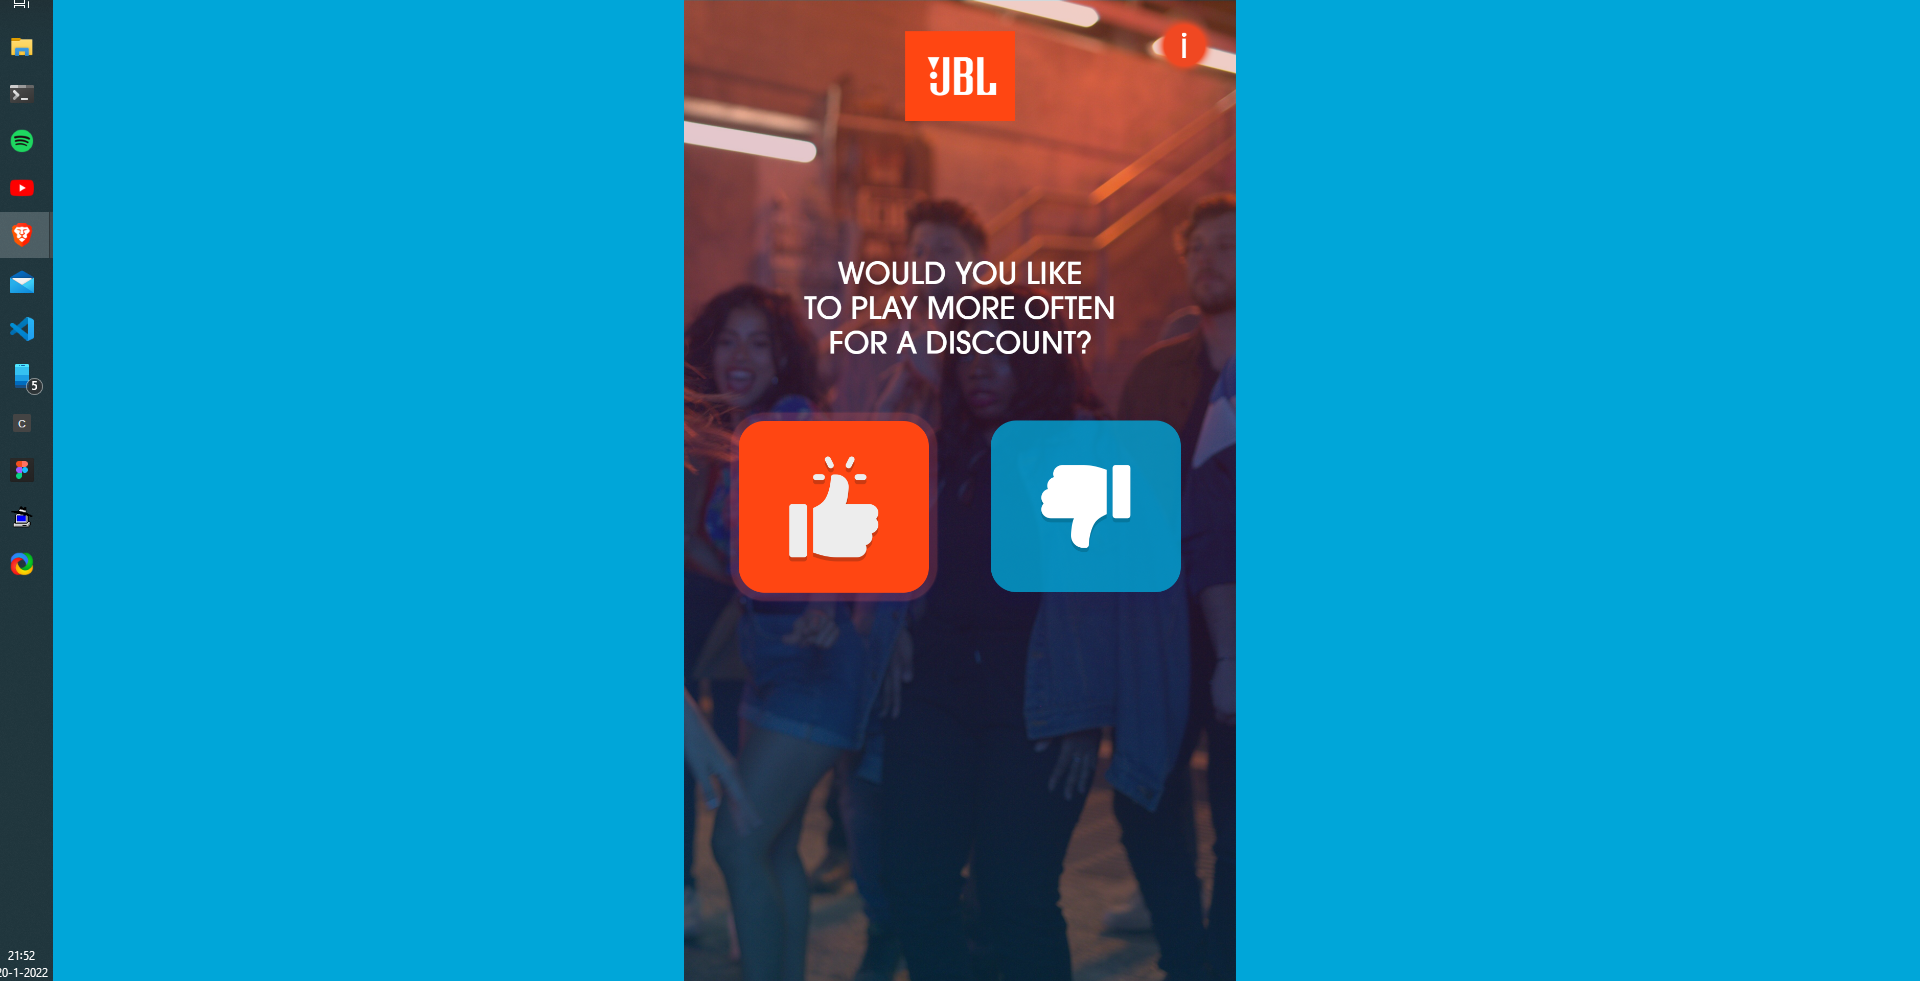 JBL
i
WOULD YOU LIKE
TO PLAY MORE OFTEN
FOR A DISCOUNT?
5
C
21:52
20-1-2022